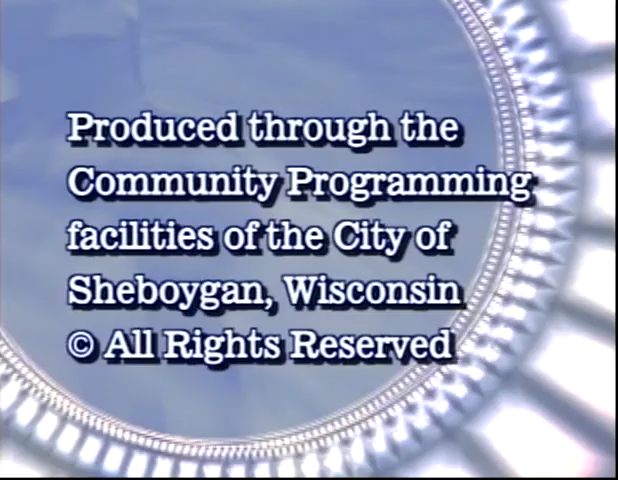 Produced through the
Community Programming
facilities of the City of
Sheboygan, Wisconsin
© All Rights Reserved